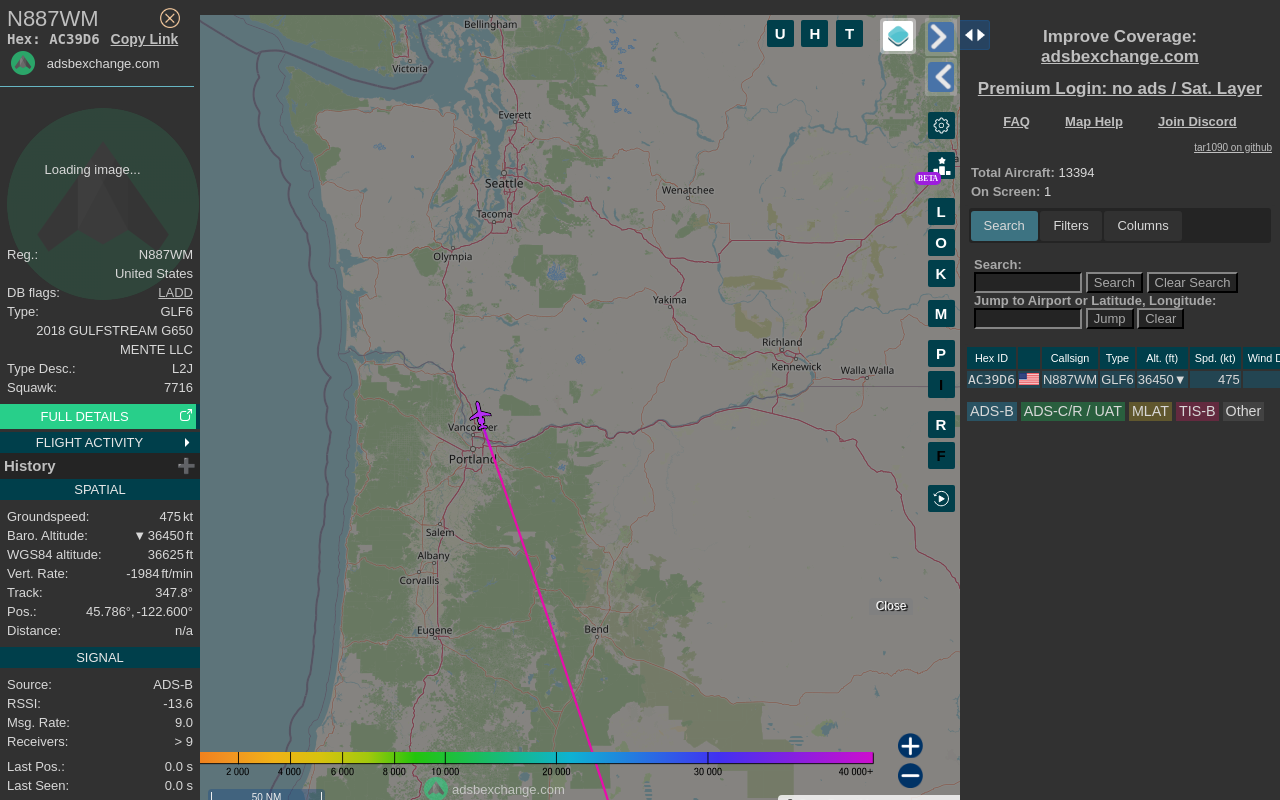 N887WM
Hex: AC39D6 Copy Link
adsbexchange.com
Loading image...
Reg.: N887WM
United States
DB flags: LADD
Type: GLF6
2018 GULFSTREAM G650
MENTE LLC
Type Desc.: L2J
Squawk: 7716
FULL DETAILS
FLIGHT ACTIVITY
History
SPATIAL
Groundspeed: 475 kt
Baro. Altitude: ▼ 36450 ft
WGS84 altitude: 36625 ft
Vert. Rate: -1984 ft/min
Track: 347.8°
Pos.: 45.786°, -122.600°
Distance: n/a
SIGNAL
Source: ADS-B
RSSI: -13.6
Msg. Rate: 9.0
Receivers: > 9
Last Pos.: 0.0 s
Last Seen: 0.0 s
Bellingham
Victoria
Everett
Seattle
Tacoma
Olympia
Wenatchee
Yakima
Richland
Kennewick
Walla Walla
Vancouver
Portland
Salem
Albany
Corvallis
Eugene
Bend
U H T
BETA
L
O
K
M
P
I
R
F
Close
2 000 4 000 6 000 8 000 10 000 20 000 30 000 40 000+
adsbexchange.com
50 NM
Improve Coverage:
adsbexchange.com
Premium Login: no ads / Sat. Layer
FAQ Map Help Join Discord
tar1090 on github
Total Aircraft: 13394
On Screen: 1
Search Filters Columns
Search:
Search Clear Search
Jump to Airport or Latitude, Longitude:
Jump Clear
Hex ID Callsign Type Alt. (ft) Spd. (kt) Wind D
AC39D6 N887WM GLF6 36450▼ 475
ADS-B ADS-C/R / UAT MLAT TIS-B Other